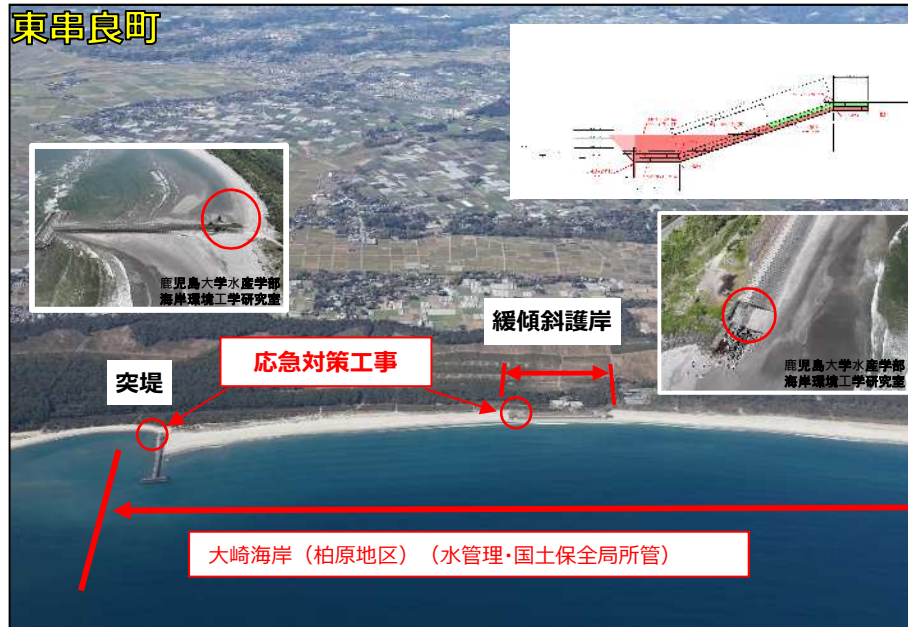 東串良町
鹿児島大学水産学部
海岸環境工学研究室
緩傾斜護岸
応急対策工事
突堤
鹿児島大学水産学部
海岸環境工学研究室
大崎海岸（柏原地区）（水管理・国土保全局所管）